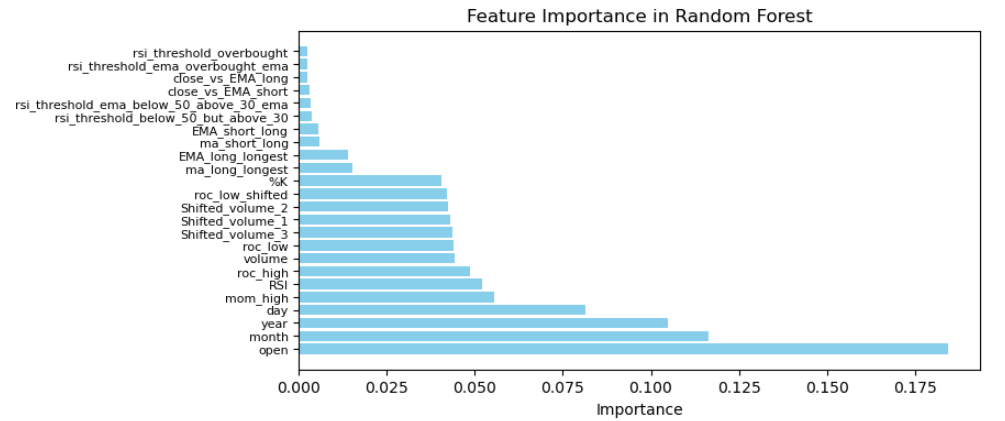 Feature Importance in Random Forest
rsi_threshold_overbought
rsi_threshold_ema_overbought_ema
close_vs_EMA_long
close_vs_EMA_short
rsi_threshold_ema_below_50_above_30_ema
rsi_threshold_below_50_but_above_30
EMA_short_long
ma_short_long
EMA_long_longest
ma_long_longest
%K
roc_low_shifted
Shifted_volume_2
Shifted_volume_1
Shifted_volume_3
roc_low
volume
roc_high
RSI
mom_high
day
year
month
open
0.000 0.025 0.050 0.075 0.100 0.125 0.150 0.175
Importance